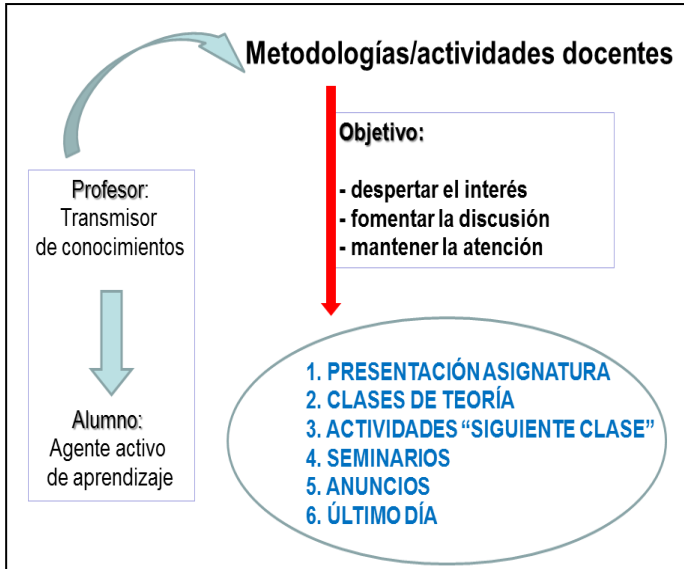 Metodologías/actividades docentes
Objetivo:
- despertar el interés
- fomentar la discusión
- mantener la atención
Profesor:
Transmisor
de conocimientos
Alumno:
Agente activo
de aprendizaje
1. PRESENTACIÓN ASIGNATURA
2. CLASES DE TEORÍA
3. ACTIVIDADES “SIGUIENTE CLASE”
4. SEMINARIOS
5. ANUNCIOS
6. ÚLTIMO DÍA